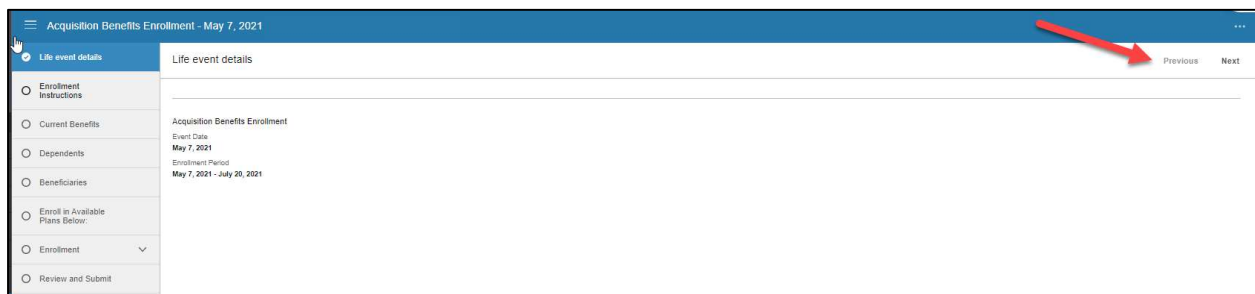 Acquisition Benefits Enrollment - May 7, 2021
Life event details
Enrollment
Instructions
Current Benefits
Dependents
Beneficiaries
Enroll in Available
Plans Below:
Enrollment
Review and Submit
Life event details
Previous Next
Acquisition Benefits Enrollment
Event Date
May 7, 2021
Enrollment Period
May 7, 2021 - July 20, 2021